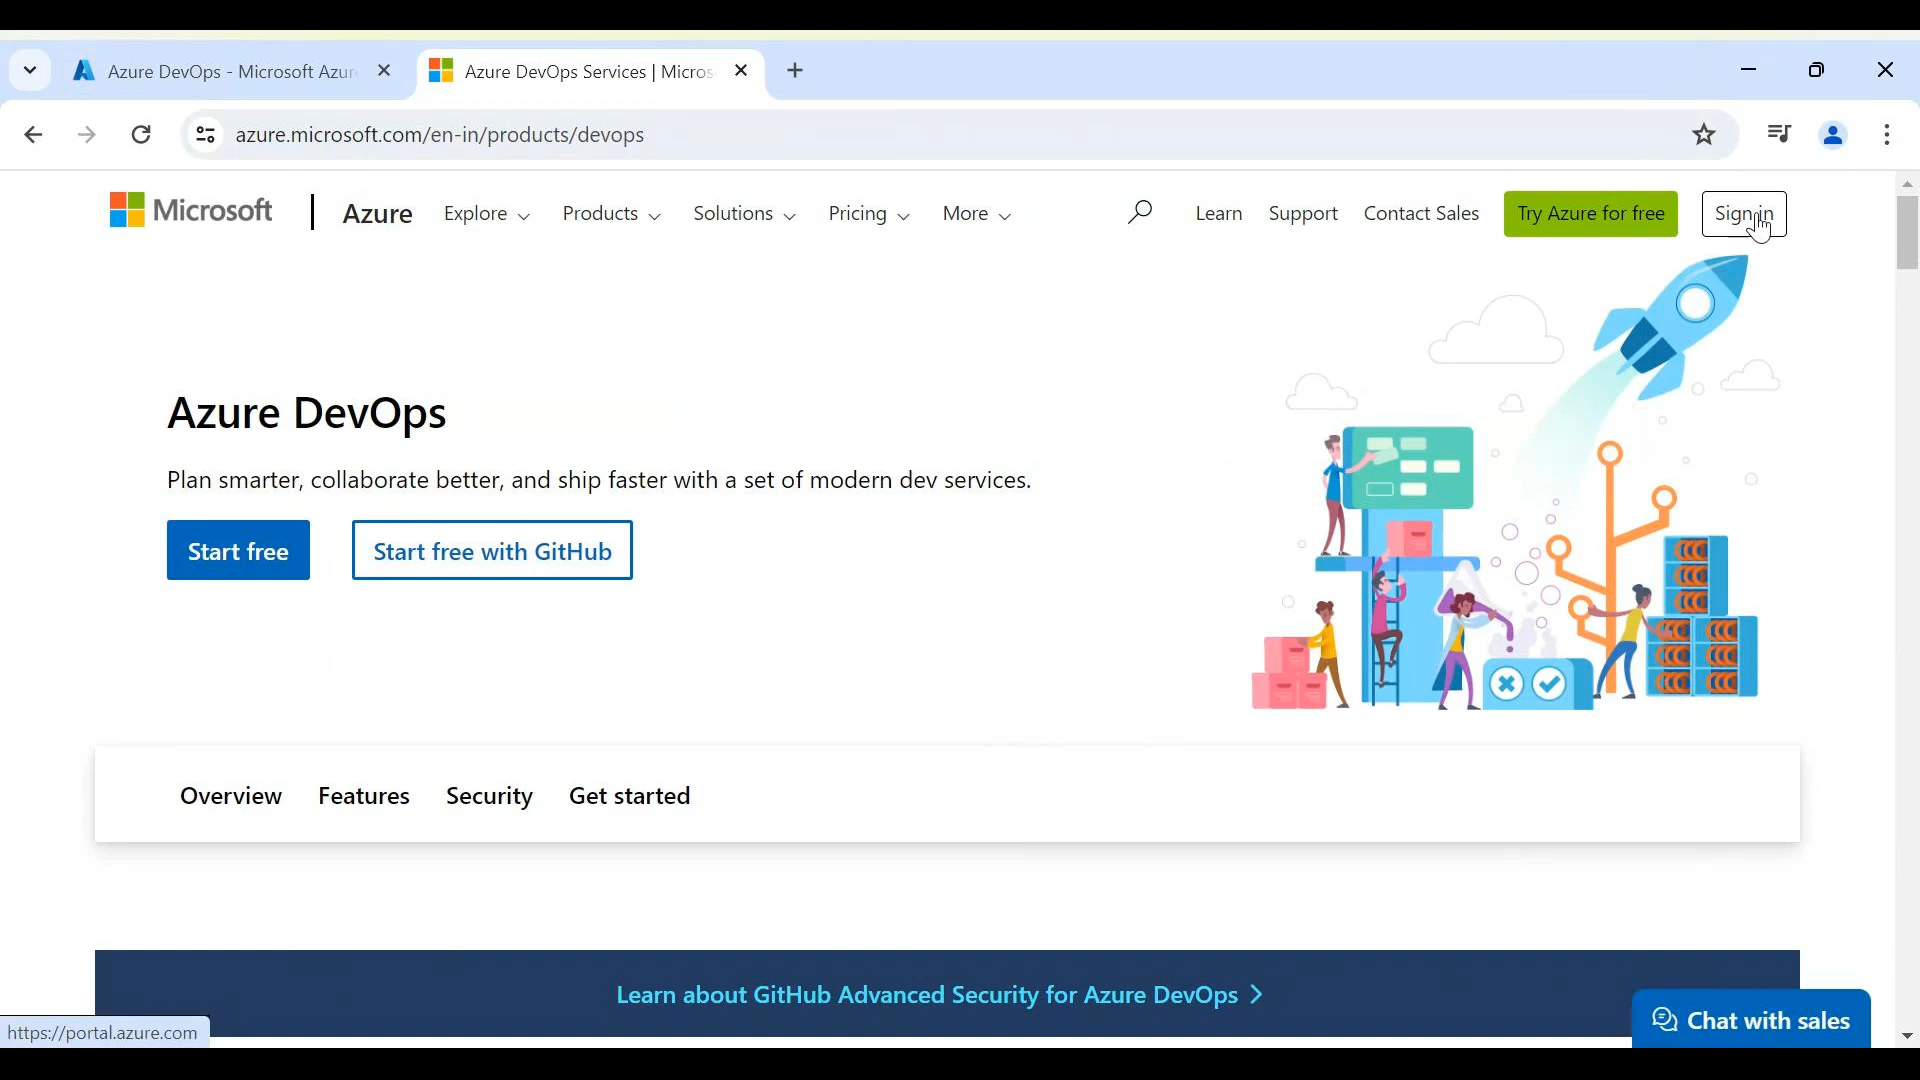 Azure DevOps - Microsoft Azur
Azure DevOps Services | Micros
azure.microsoft.com/en-in/products/devops
Microsoft
Azure
Explore
Products
Solutions
Pricing
More
Learn
Support
Contact Sales
Try Azure for free
Sign in
Azure DevOps
Plan smarter, collaborate better, and ship faster with a set of modern dev services.
Start free
Start free with GitHub
Overview
Features
Security
Get started
Learn about GitHub Advanced Security for Azure DevOps
Chat with sales
https://portal.azure.com